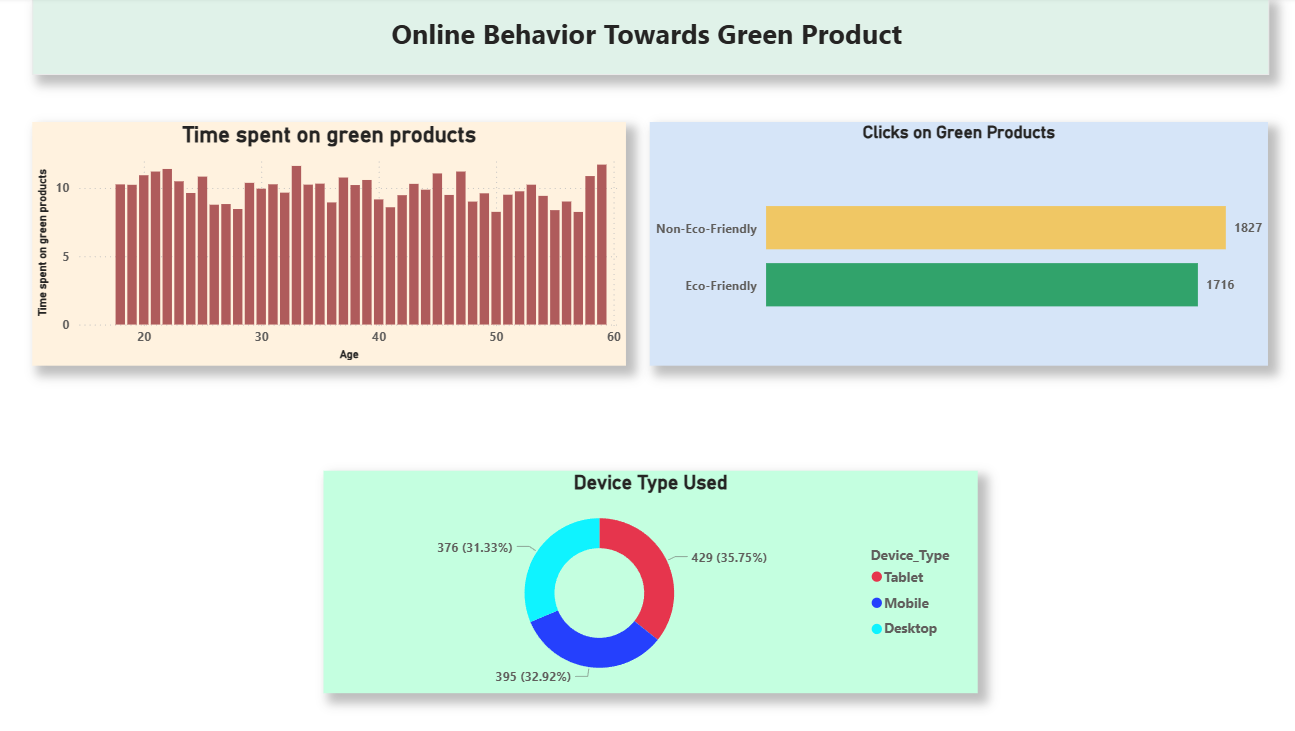 Online Behavior Towards Green Product
Time spent on green products
Time spent on green products
10
5
0
20 30 40 50 60
Age
Clicks on Green Products
Non-Eco-Friendly 1827
Eco-Friendly 1716
Device Type Used
376 (31.33%)
429 (35.75%)
395 (32.92%)
Device_Type
Tablet
Mobile
Desktop